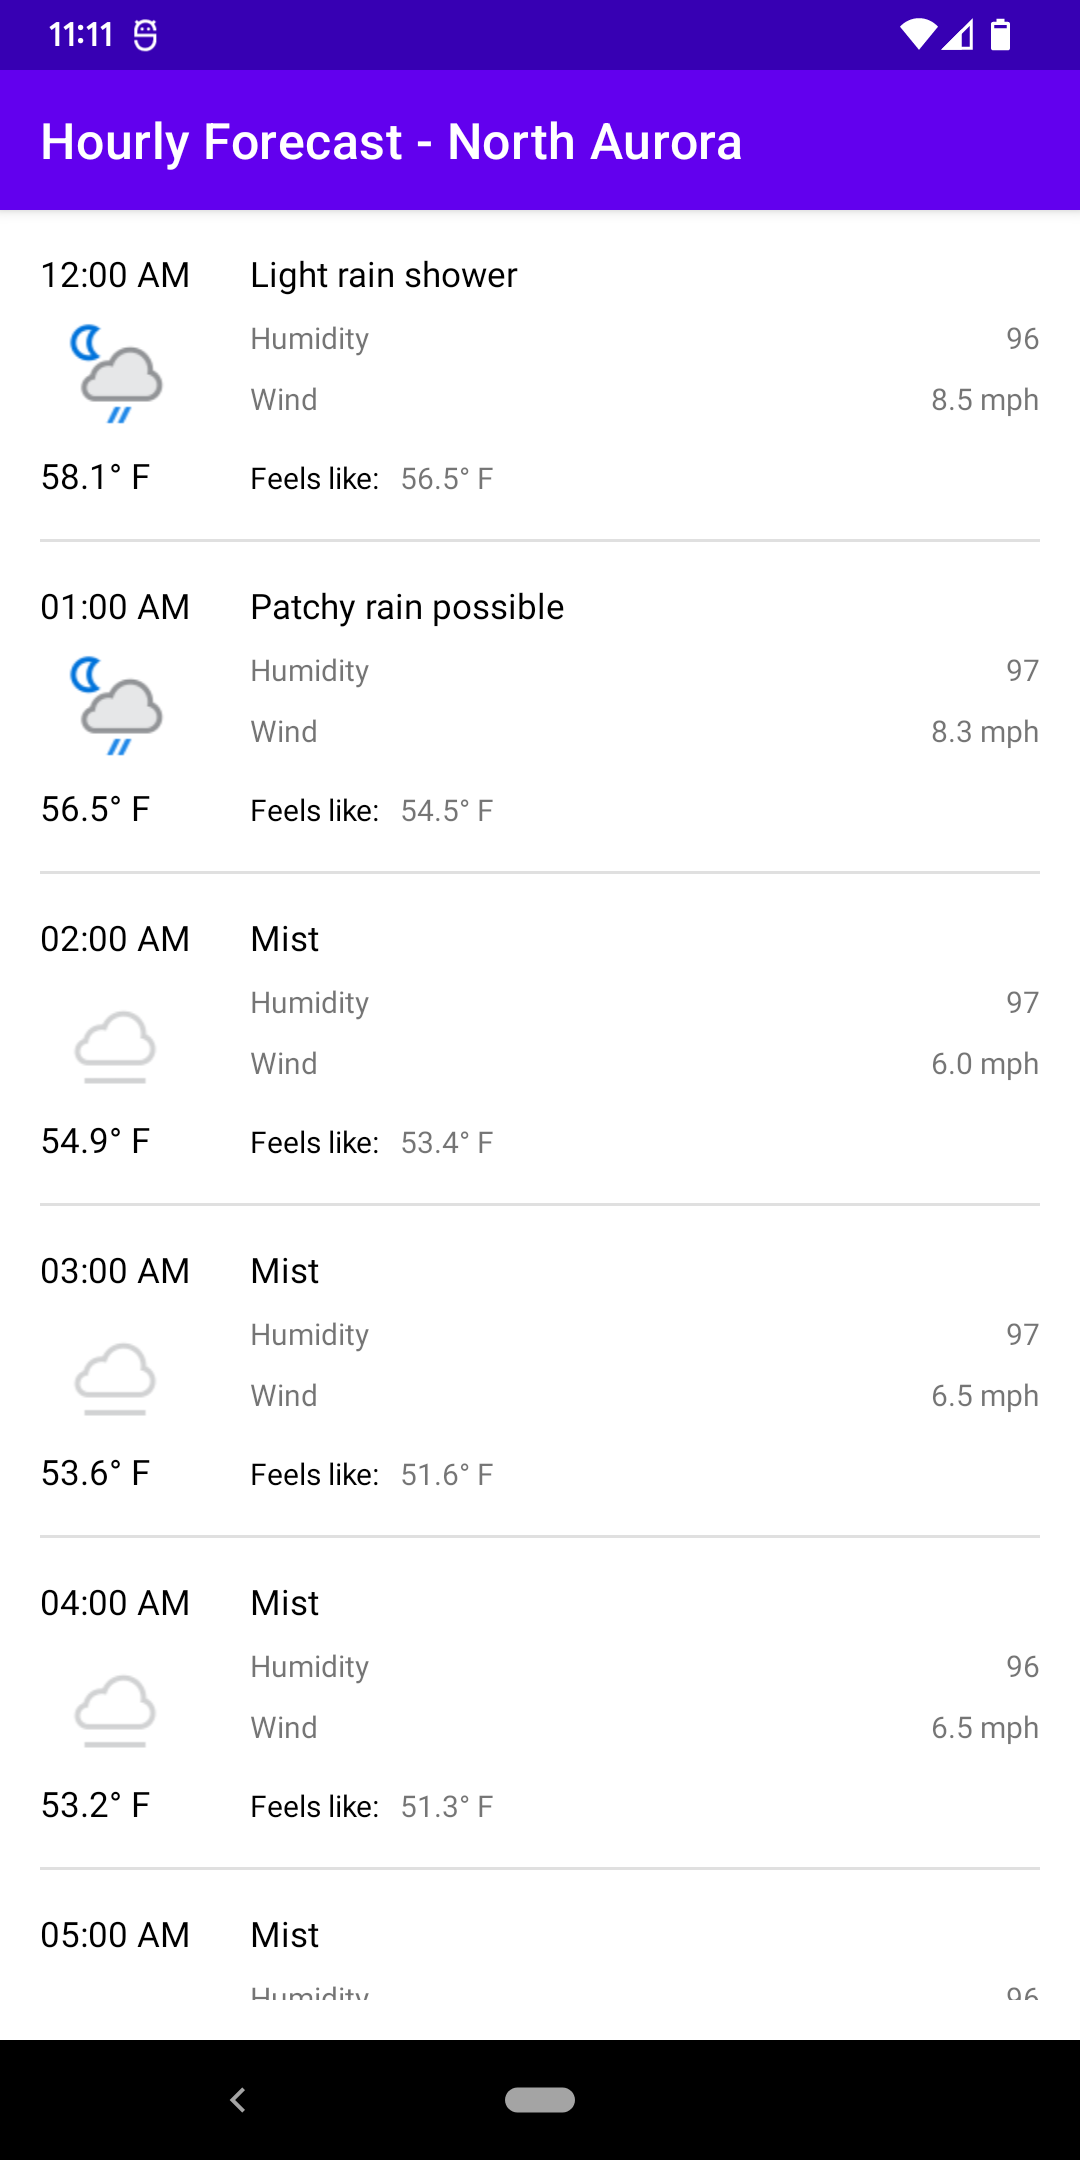 11:11
Hourly Forecast - North Aurora
12:00 AM Light rain shower
Humidity 96
Wind 8.5 mph
58.1° F Feels like: 56.5° F
01:00 AM Patchy rain possible
Humidity 97
Wind 8.3 mph
56.5° F Feels like: 54.5° F
02:00 AM Mist
Humidity 97
Wind 6.0 mph
54.9° F Feels like: 53.4° F
03:00 AM Mist
Humidity 97
Wind 6.5 mph
53.6° F Feels like: 51.6° F
04:00 AM Mist
Humidity 96
Wind 6.5 mph
53.2° F Feels like: 51.3° F
05:00 AM Mist
Humidity 96